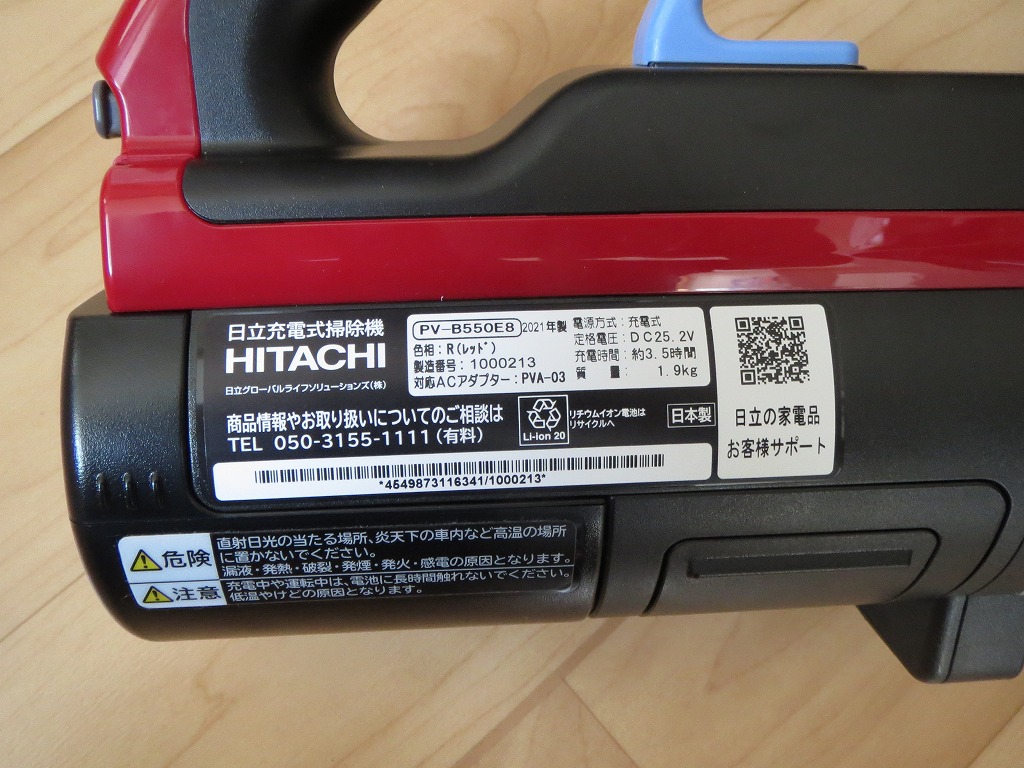 日立充電式掃除機
HITACHI
日立グローバルライフソリューションズ(株)
PV-B550E8 2021年製
色相:R(レッド)
製造番号:1000213
対応ACアダプター:PVA-03
電源方式:充電式
定格電圧:DC25.2V
充電時間:約3.5時間
質 量: 1.9kg
商品情報やお取り扱いについてのご相談は
TEL 050-3155-1111(有料)
Li-ion 20
リチウムイオン電池は
リサイクルへ
日本製
*4549873116341/1000213*
日立の家電品
お客様サポート
危険
直射日光の当たる場所、炎天下の車内など高温の場所
に置かないでください。
漏液・発熱・破裂・発煙・発火・感電の原因となります。
注意
充電中や運転中は、電池に長時間触れないでください。
低温やけどの原因となります。